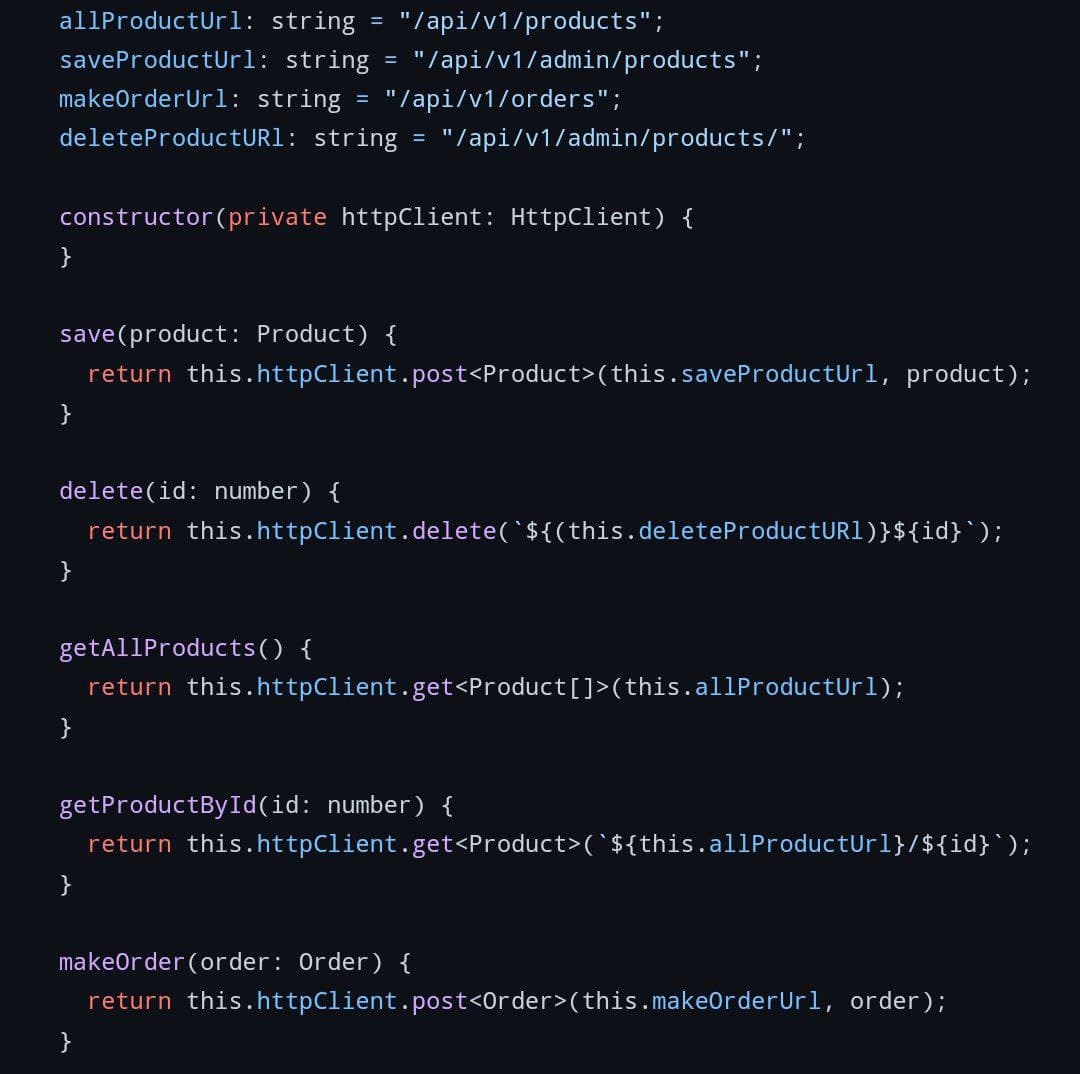 allProductUrl: string = "/api/v1/products";
saveProductUrl: string = "/api/v1/admin/products";
makeOrderUrl: string = "/api/v1/orders";
deleteProductURl: string = "/api/v1/admin/products/";

constructor(private httpClient: HttpClient) {
}

save(product: Product) {
  return this.httpClient.post<Product>(this.saveProductUrl, product);
}

delete(id: number) {
  return this.httpClient.delete(`${(this.deleteProductURl)}${id}`);
}

getAllProducts() {
  return this.httpClient.get<Product[]>(this.allProductUrl);
}

getProductById(id: number) {
  return this.httpClient.get<Product>(`${this.allProductUrl}/${id}`);
}

makeOrder(order: Order) {
  return this.httpClient.post<Order>(this.makeOrderUrl, order);
}